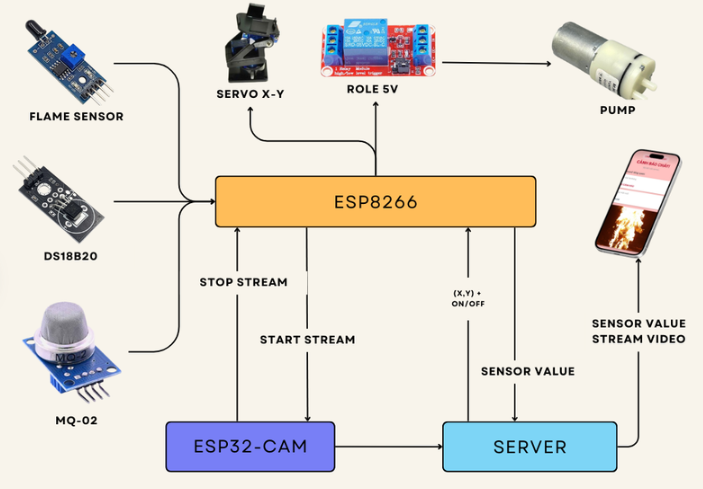 FLAME SENSOR
SERVO X-Y
ROLE 5V
PUMP
ESP8266
DS18B20
STOP STREAM
START STREAM
(X,Y) +
ON/OFF
SENSOR VALUE
SENSOR VALUE
STREAM VIDEO
MQ-02
ESP32-CAM
SERVER